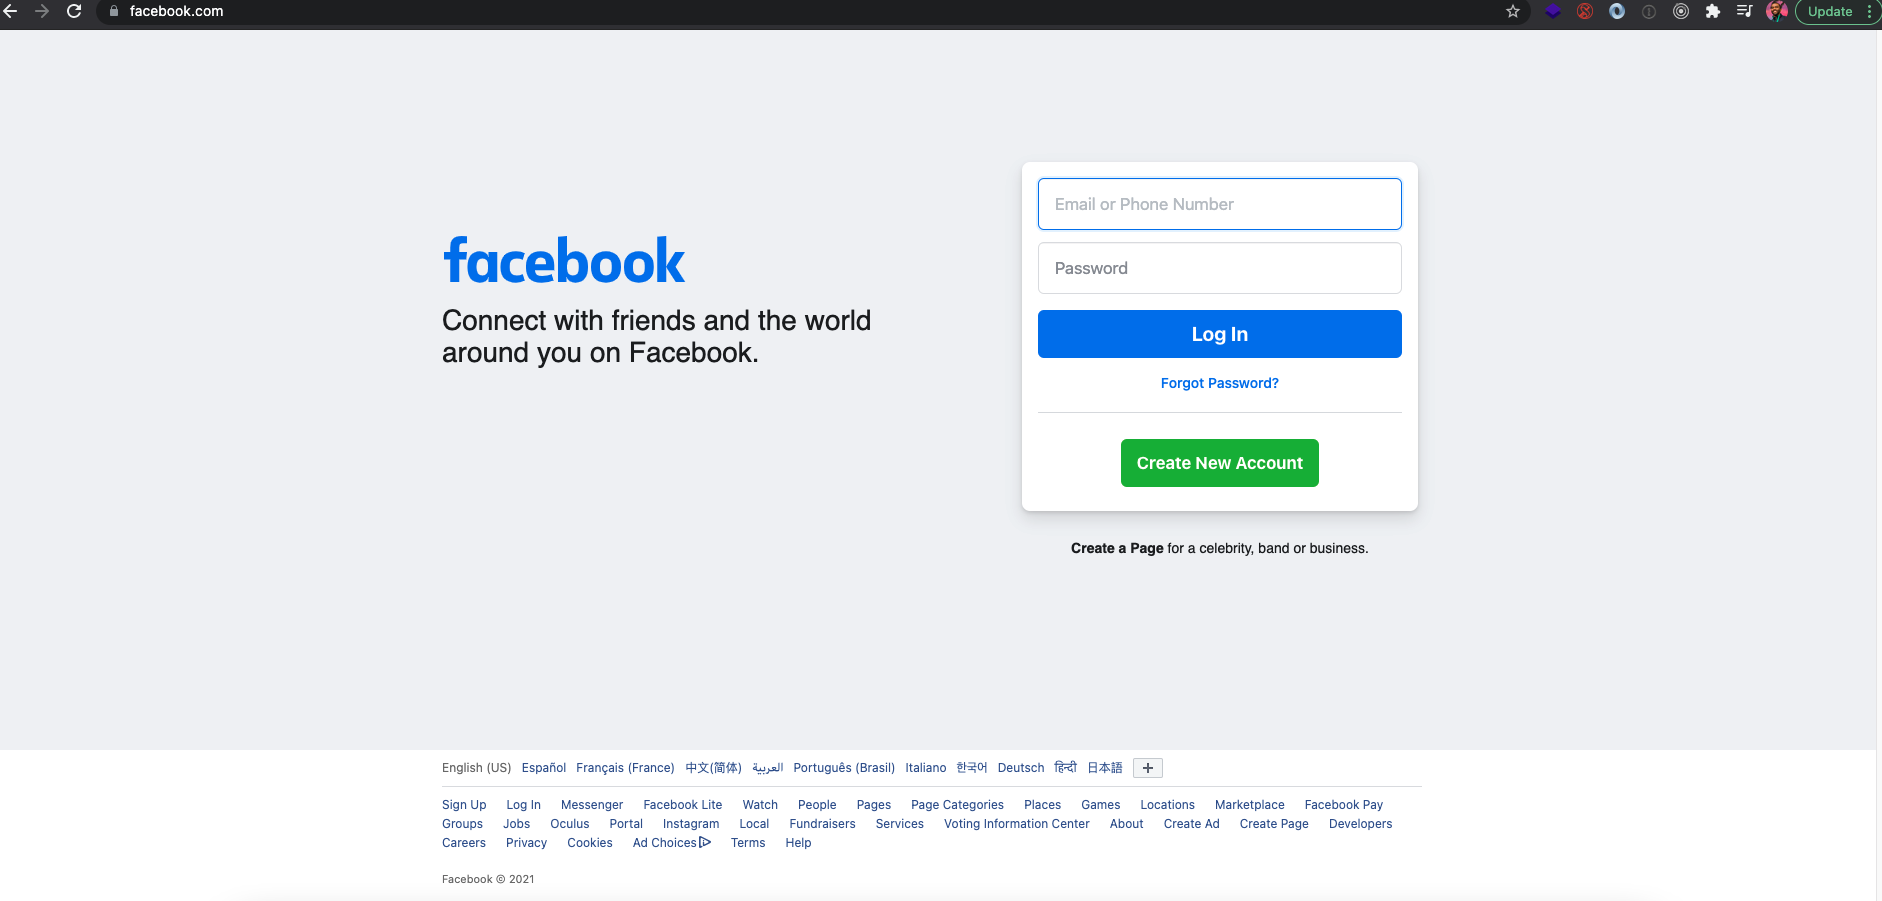 facebook.com
Update
facebook
Connect with friends and the world
around you on Facebook.
Email or Phone Number
Password
Log In
Forgot Password?
Create New Account
Create a Page for a celebrity, band or business.
English (US) Español Français (France) 中文(简体) العربية Português (Brasil) Italiano 한국어 Deutsch हिन्दी 日本語
Sign Up Log In Messenger Facebook Lite Watch People Pages Page Categories Places Games Locations Marketplace Facebook Pay
Groups Jobs Oculus Portal Instagram Local Fundraisers Services Voting Information Center About Create Ad Create Page Developers
Careers Privacy Cookies Ad Choices Terms Help
Facebook © 2021